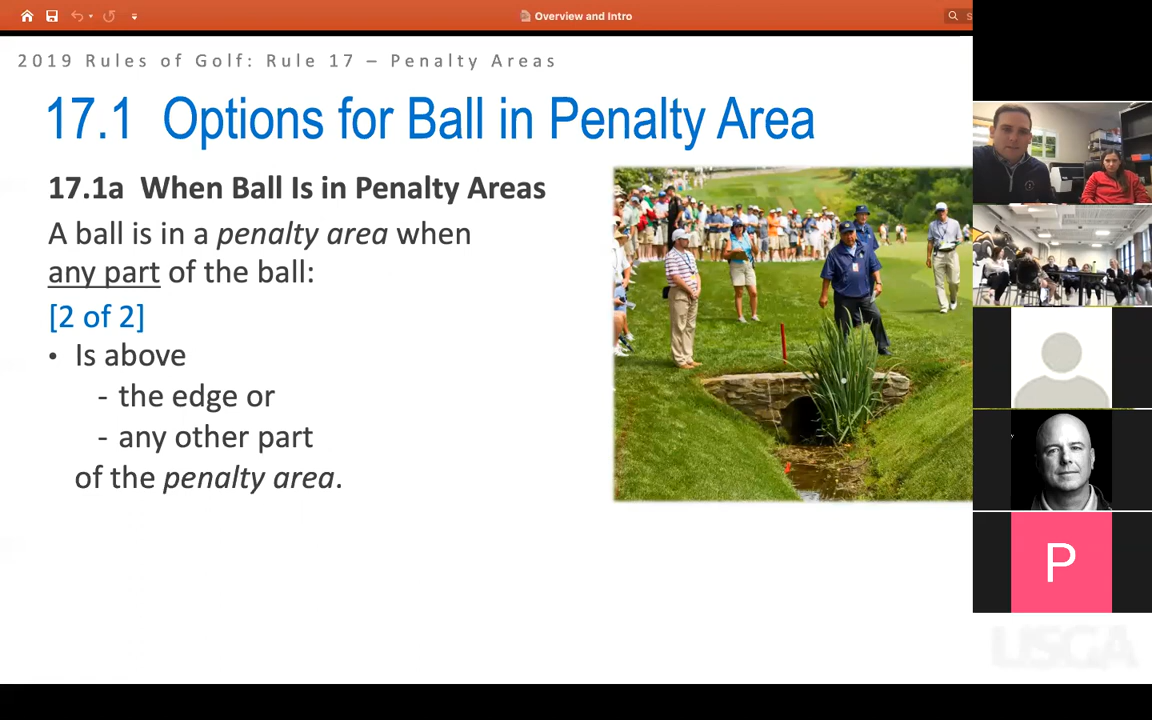 Overview and Intro
2019 Rules of Golf: Rule 17 – Penalty Areas
17.1 Options for Ball in Penalty Area
17.1a When Ball Is in Penalty Areas
A ball is in a penalty area when
any part of the ball:
[2 of 2]
• Is above
- the edge or
- any other part
of the penalty area.
P
USGA